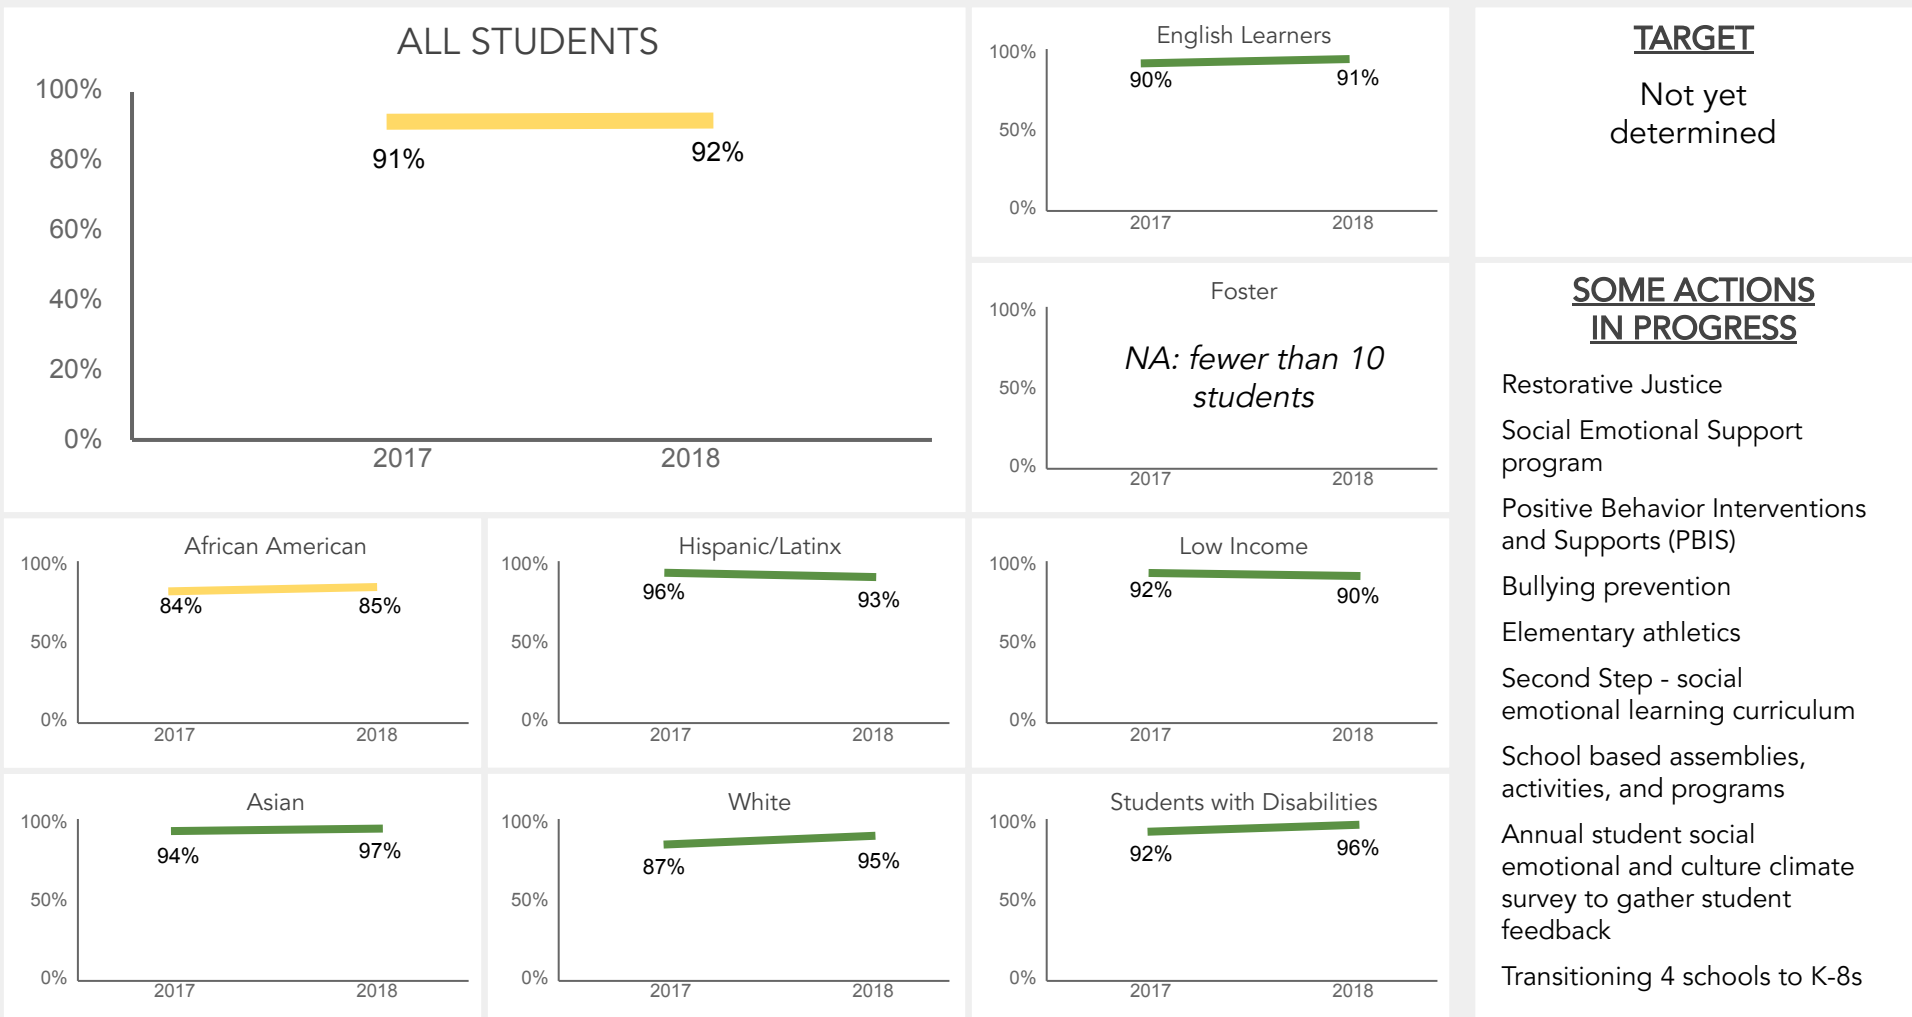 ALL STUDENTS
100%
80%
60%
40%
20%
0%
91%
92%
2017
2018
English Learners
100%
50%
0%
90%
91%
2017
2018
Foster
100%
50%
0%
NA: fewer than 10
students
2017
2018
African American
100%
50%
0%
84%
85%
2017
2018
Hispanic/Latinx
100%
50%
0%
96%
93%
2017
2018
Low Income
100%
50%
0%
92%
90%
2017
2018
Asian
100%
50%
0%
94%
97%
2017
2018
White
100%
50%
0%
87%
95%
2017
2018
Students with Disabilities
100%
50%
0%
92%
96%
2017
2018
TARGET
Not yet
determined
SOME ACTIONS
IN PROGRESS
Restorative Justice
Social Emotional Support
program
Positive Behavior Interventions
and Supports (PBIS)
Bullying prevention
Elementary athletics
Second Step - social
emotional learning curriculum
School based assemblies,
activities, and programs
Annual student social
emotional and culture climate
survey to gather student
feedback
Transitioning 4 schools to K-8s